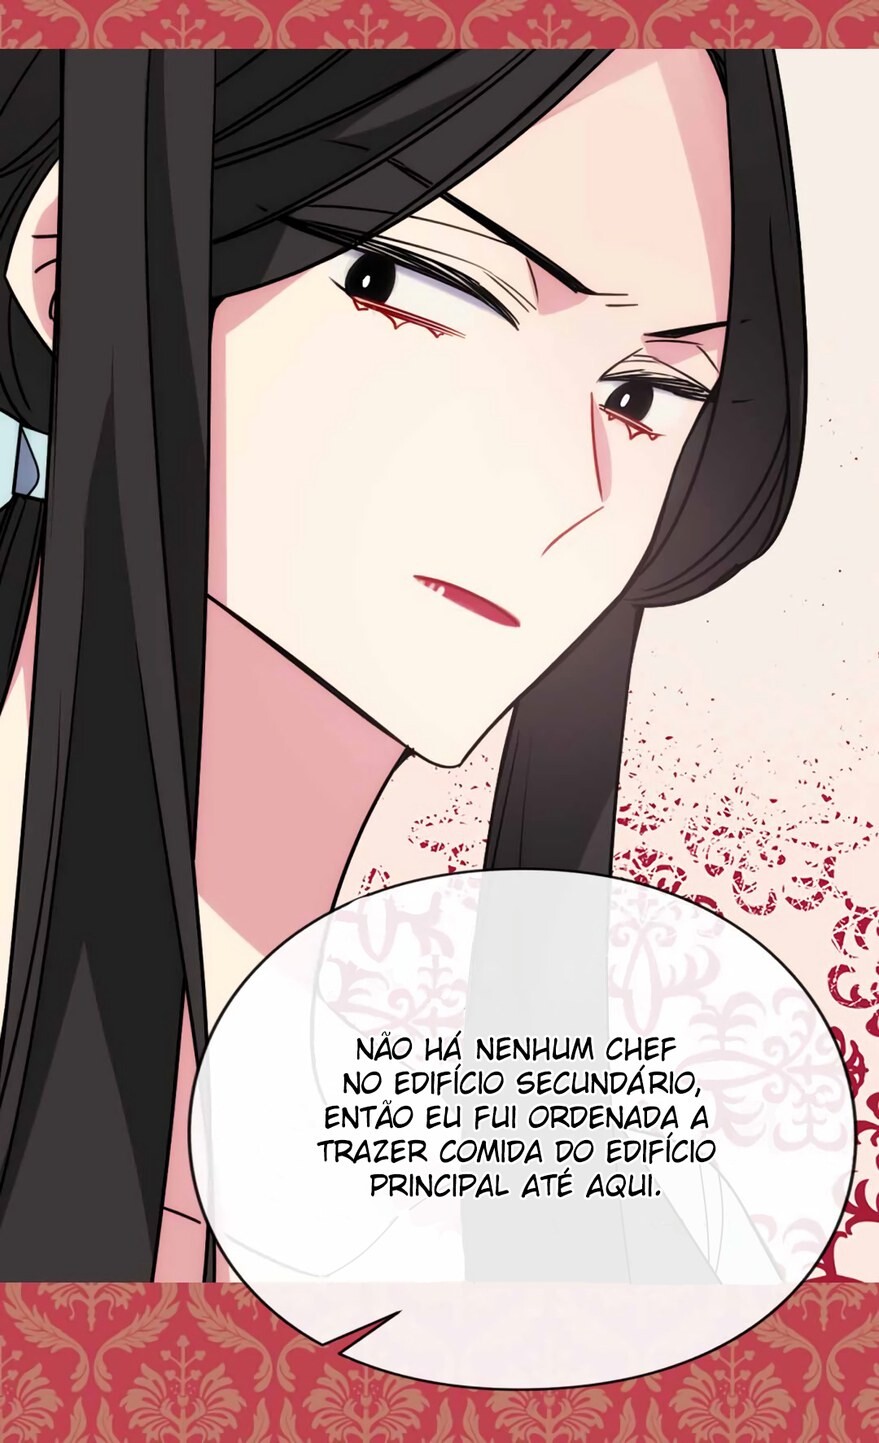 NÃO HÁ NENHUM CHEF
NO EDIFÍCIO SECUNDÁRIO,
ENTÃO EU FUI ORDENADA A
TRAZER COMIDA DO EDIFÍCIO
PRINCIPAL ATÉ AQUI.